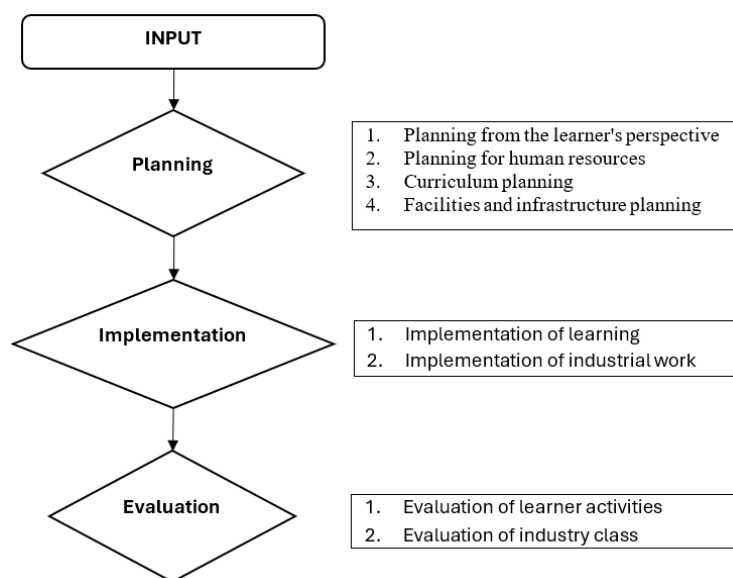 INPUT
Planning
1. Planning from the learner's perspective
2. Planning for human resources
3. Curriculum planning
4. Facilities and infrastructure planning
Implementation
1. Implementation of learning
2. Implementation of industrial work
Evaluation
1. Evaluation of learner activities
2. Evaluation of industry class